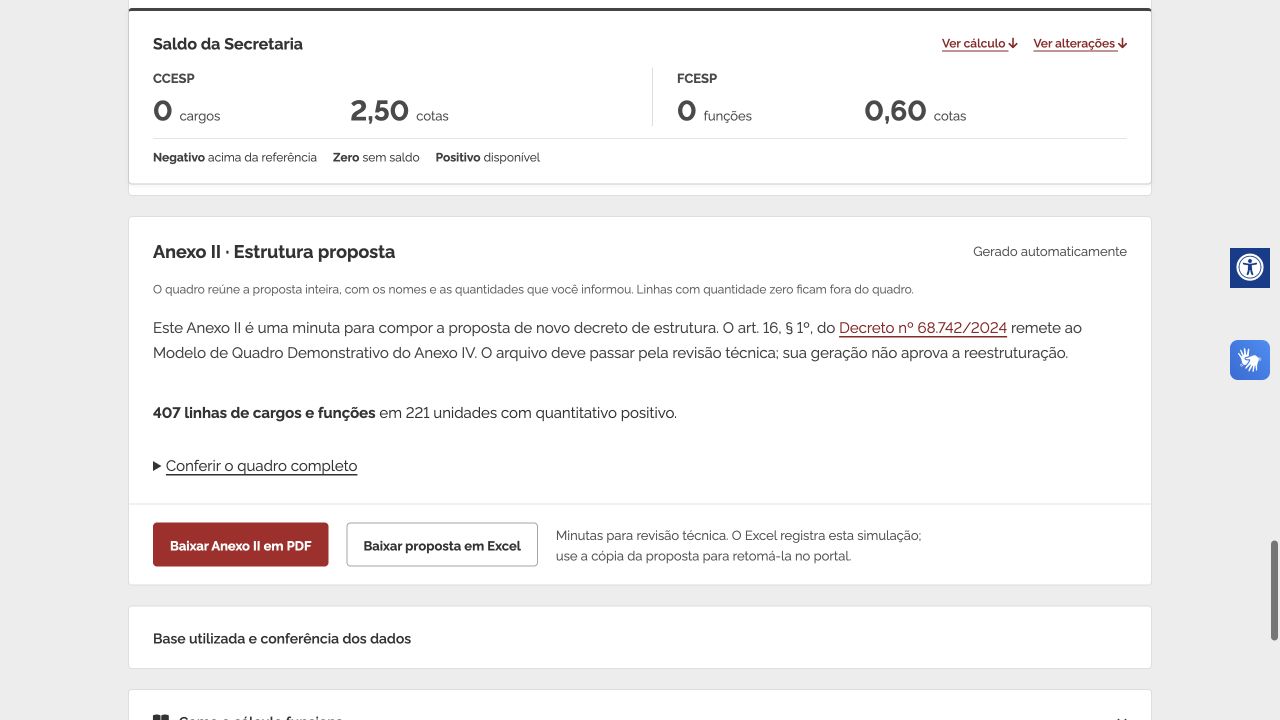 Saldo da Secretaria
Ver cálculo Ver alterações
CCESP
0 cargos 2,50 cotas
FCESP
0 funções 0,60 cotas
Negativo acima da referência Zero sem saldo Positivo disponível
Anexo II · Estrutura proposta
Gerado automaticamente
O quadro reúne a proposta inteira, com os nomes e as quantidades que você informou. Linhas com quantidade zero ficam fora do quadro.
Este Anexo II é uma minuta para compor a proposta de novo decreto de estrutura. O art. 16, § 1º, do Decreto nº 68.742/2024 remete ao
Modelo de Quadro Demonstrativo do Anexo IV. O arquivo deve passar pela revisão técnica; sua geração não aprova a reestruturação.
407 linhas de cargos e funções em 221 unidades com quantitativo positivo.
Conferir o quadro completo
Baixar Anexo II em PDF
Baixar proposta em Excel
Minutas para revisão técnica. O Excel registra esta simulação;
use a cópia da proposta para retomá-la no portal.
Base utilizada e conferência dos dados
Como o cálculo funciona